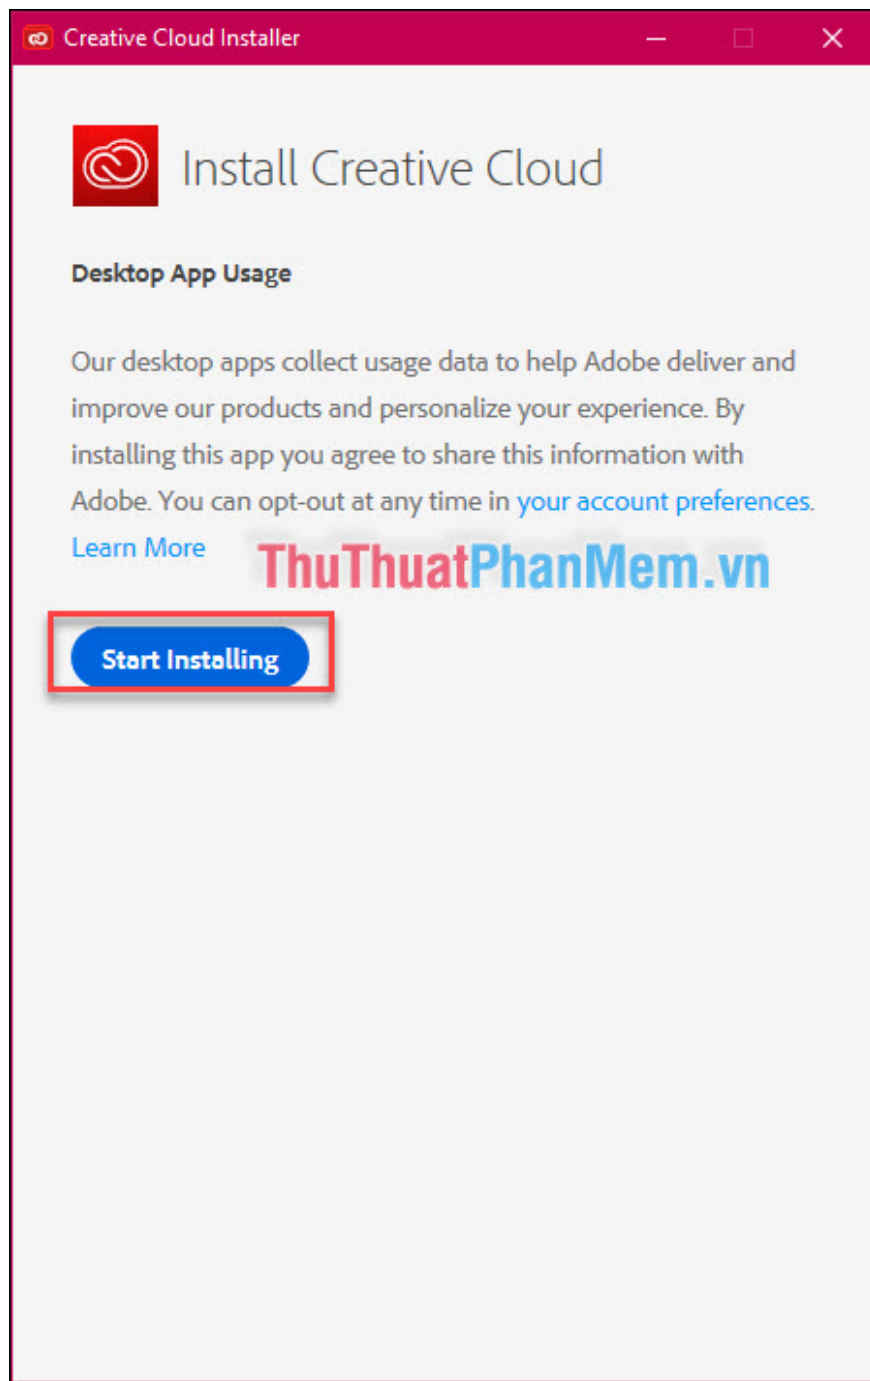 Creative Cloud Installer
Install Creative Cloud
Desktop App Usage
Our desktop apps collect usage data to help Adobe deliver and
improve our products and personalize your experience. By
installing this app you agree to share this information with
Adobe. You can opt-out at any time in your account preferences.
Learn More
ThuThuatPhanMem.vn
Start Installing